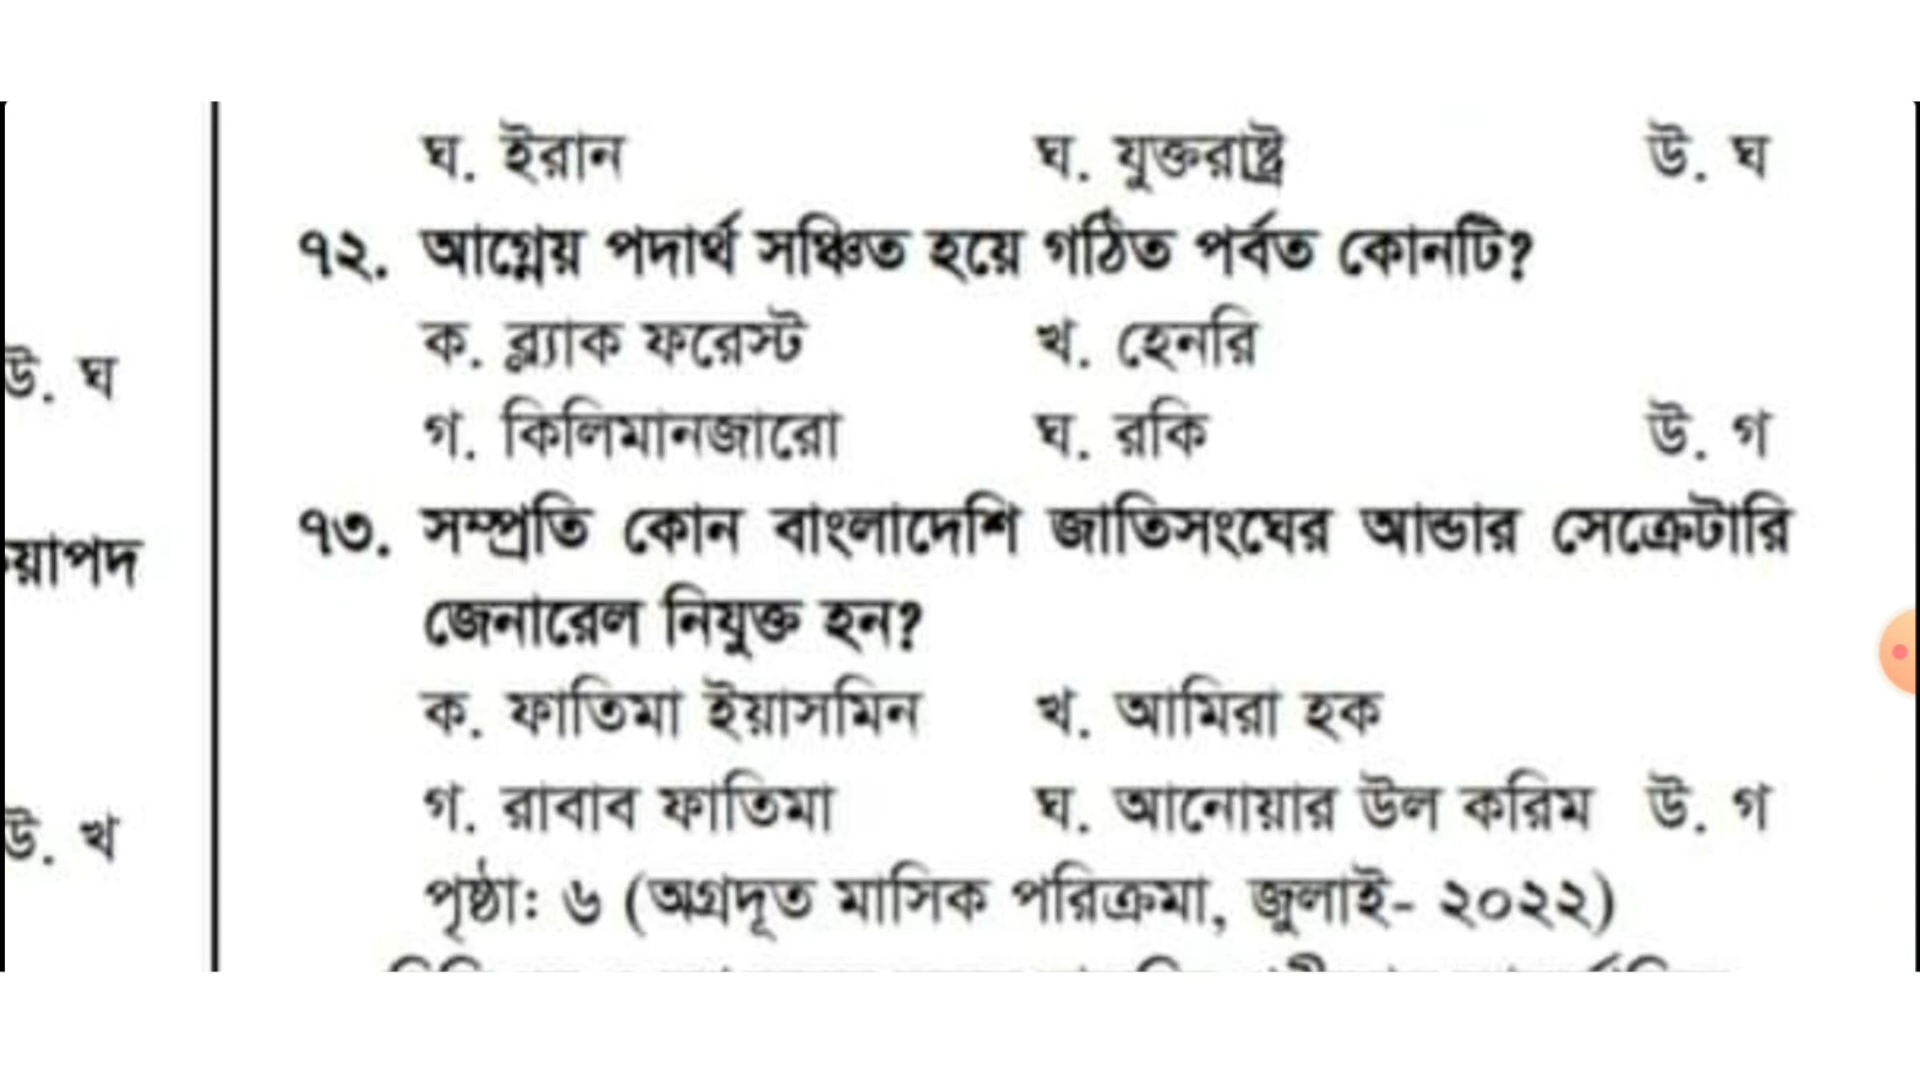 ঘ. ইরান ঘ. যুক্তরাষ্ট্র উ. ঘ
৭২. আগ্নেয় পদার্থ সঞ্চিত হয়ে গঠিত পর্বত কোনটি?
ক. ব্ল্যাক ফরেস্ট খ. হেনরি
উ. ঘ
গ. কিলিমানজারো ঘ. রকি উ. গ
৭৩. সম্প্রতি কোন বাংলাদেশি জাতিসংঘের আন্ডার সেক্রেটারি
য়াপদ
জেনারেল নিযুক্ত হন?
ক. ফাতিমা ইয়াসমিন খ. আমিরা হক
গ. রাবাব ফাতিমা ঘ. আনোয়ার উল করিম উ. গ
উ. খ
পৃষ্ঠা: ৬ (অগ্রদূত মাসিক পরিক্রমা, জুলাই- ২০২২)